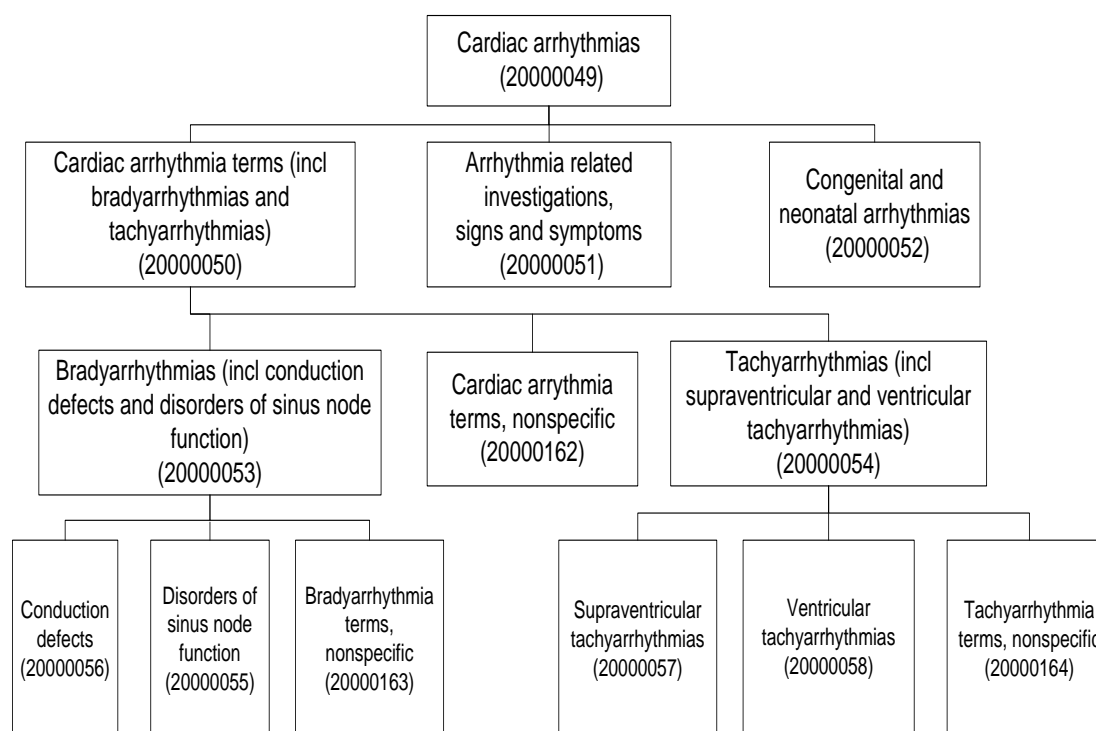 Cardiac arrhythmias
(20000049)
Cardiac arrhythmia terms (incl
bradyarrhythmias and
tachyarrhythmias)
(20000050)
Arrhythmia related
investigations,
signs and symptoms
(20000051)
Congenital and
neonatal arrhythmias
(20000052)
Bradyarrhythmias (incl conduction
defects and disorders of sinus node
function)
(20000053)
Cardiac arrythmia
terms, nonspecific
(20000162)
Tachyarrhythmias (incl
supraventricular and ventricular
tachyarrhythmias)
(20000054)
Conduction
defects
(20000056)
Disorders of
sinus node
function
(20000055)
Bradyarrhythmia
terms,
nonspecific
(20000163)
Supraventricular
tachyarrhythmias
(20000057)
Ventricular
tachyarrhythmias
(20000058)
Tachyarrhythmia
terms, nonspecific
(20000164)